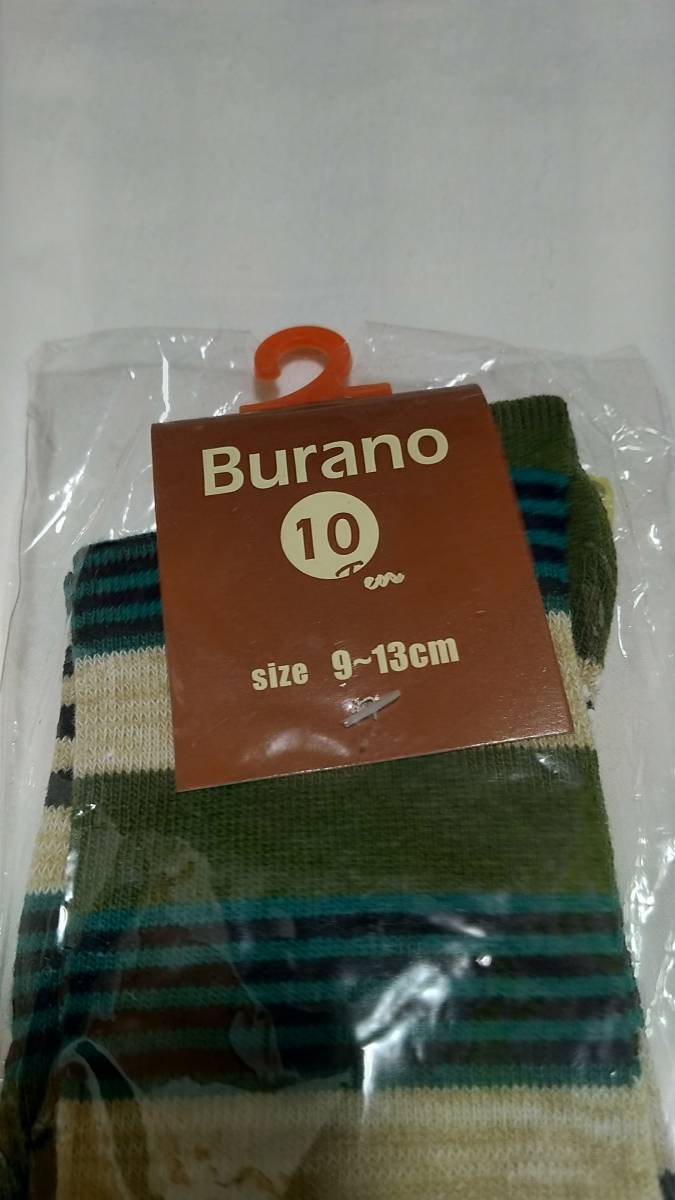 Burano
10
Ten
size 9~13cm